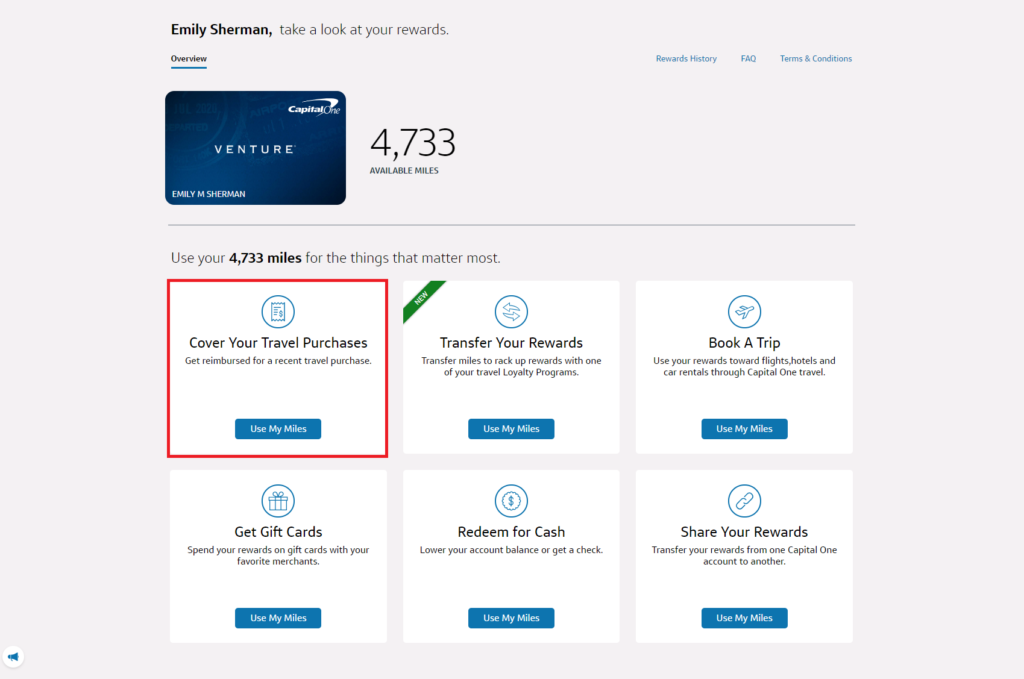 Emily Sherman, take a look at your rewards.
Overview
Rewards History
FAQ
Terms & Conditions
Capital One
VENTURE
EMILY M SHERMAN
4,733
AVAILABLE MILES
Use your 4,733 miles for the things that matter most.
Cover Your Travel Purchases
Get reimbursed for a recent travel purchase.
Use My Miles
NEW
Transfer Your Rewards
Transfer miles to rack up rewards with one
of your travel Loyalty Programs.
Use My Miles
Book A Trip
Use your rewards toward flights,hotels and
car rentals through Capital One travel.
Use My Miles
Get Gift Cards
Spend your rewards on gift cards with your
favorite merchants.
Use My Miles
Redeem for Cash
Lower your account balance or get a check.
Use My Miles
Share Your Rewards
Transfer your rewards from one Capital One
account to another.
Use My Miles